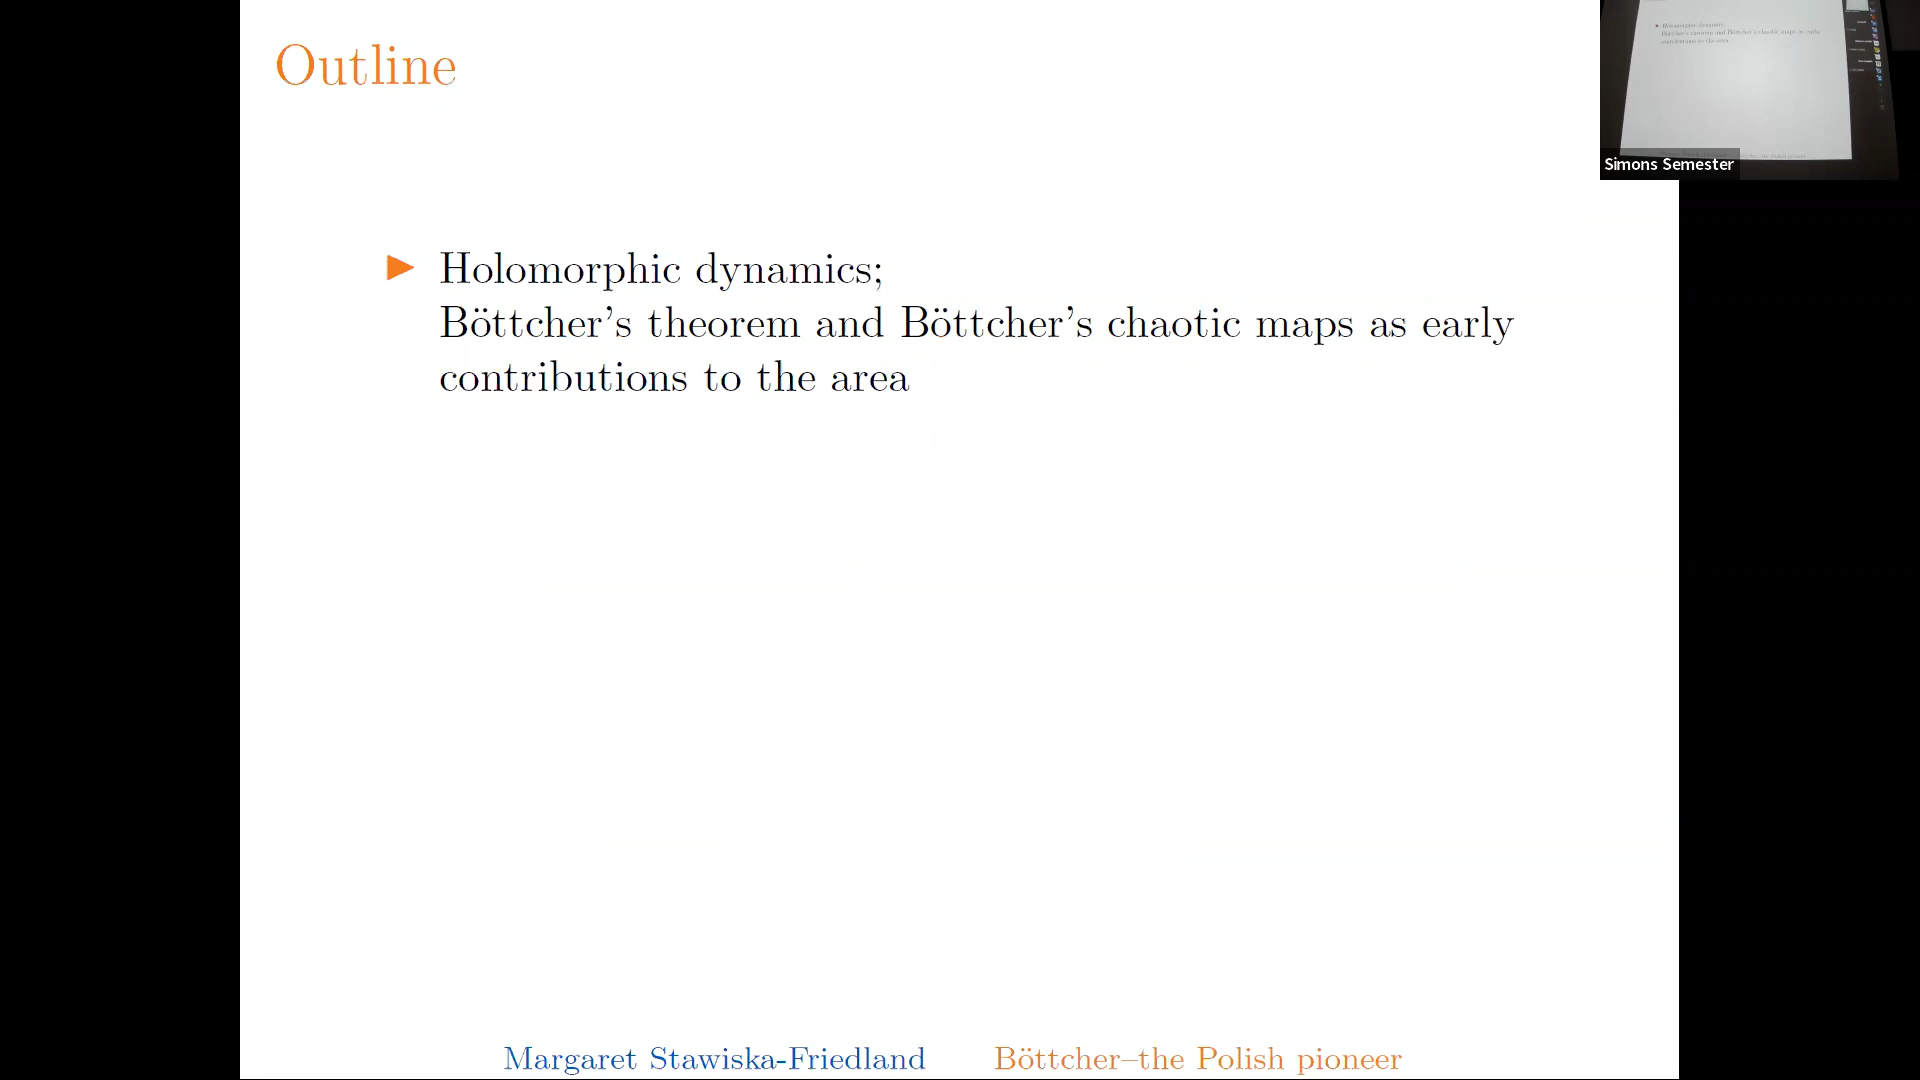 Outline
Holomorphic dynamics;
Böttcher's theorem and Böttcher's chaotic maps as early
contributions to the area
Simons Semester
Margaret Stawiska-Friedland Böttcher–the Polish pioneer